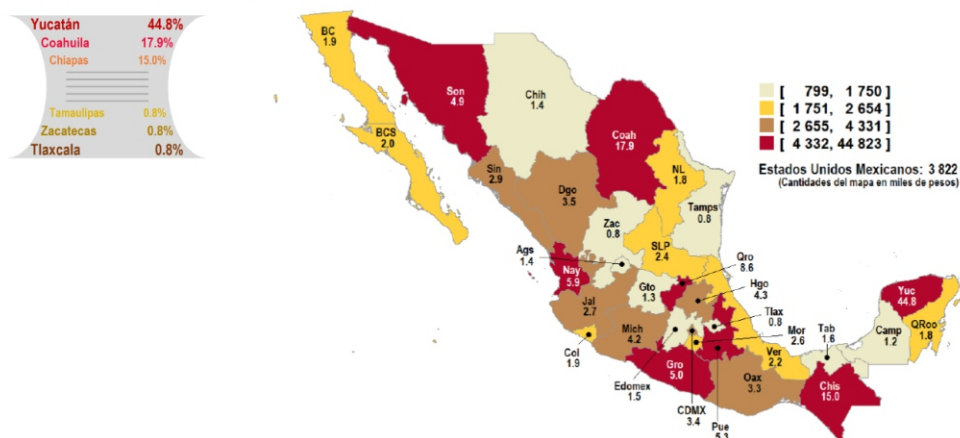 Yucatán 44.8%
Coahuila 17.9%
Chiapas 15.0%
Tamaulipas 0.8%
Zacatecas 0.8%
Tlaxcala 0.8%
BC
1.9
Son
4.9
Chih
1.4
Coah
17.9
BCS
2.0
Sin
2.9
Dgo
3.5
NL
1.8
Tamps
0.8
Zac
0.8
SLP
2.4
Ags
1.4
Nay
5.9
Gto
1.3
Qro
8.6
Hgo
4.3
Jal
2.7
Tlax
0.8
Mich
4.2
Mor
2.6
Col
1.9
Edomex
1.5
Gro
5.0
CDMX
3.4
Pue
5.3
Ver
2.2
Oax
3.3
Tab
1.6
Camp
1.2
Yuc
44.8
QRoo
1.8
Chis
15.0
[ 799, 1 750 ]
[ 1 751, 2 654 ]
[ 2 655, 4 331 ]
[ 4 332, 44 823 ]
Estados Unidos Mexicanos: 3 822
(Cantidades del mapa en miles de pesos)